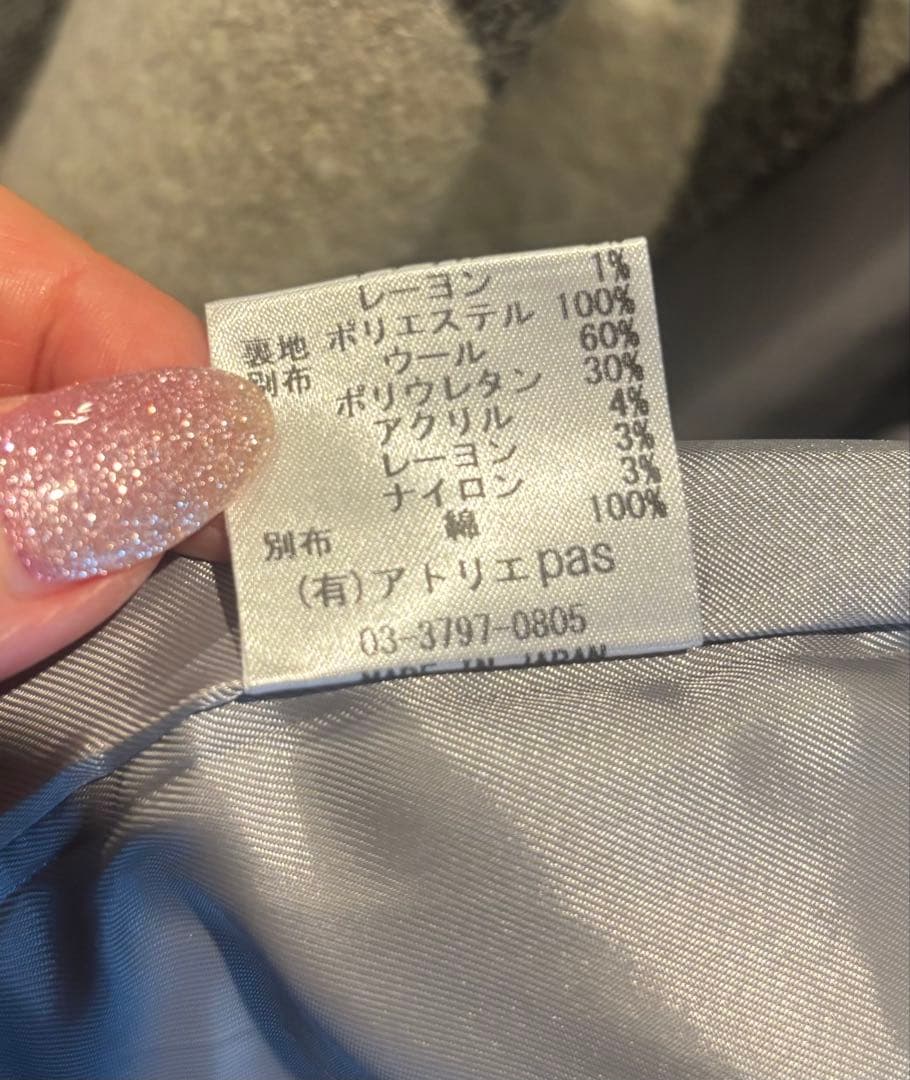 レーヨン 1%
裏地 ポリエステル 100%
別布 ウール 60%
ポリウレタン 30%
アクリル 4%
レーヨン 3%
ナイロン 3%
別布 綿 100%
(有)アトリエpas
03-3797-0805
MADE IN JAPAN